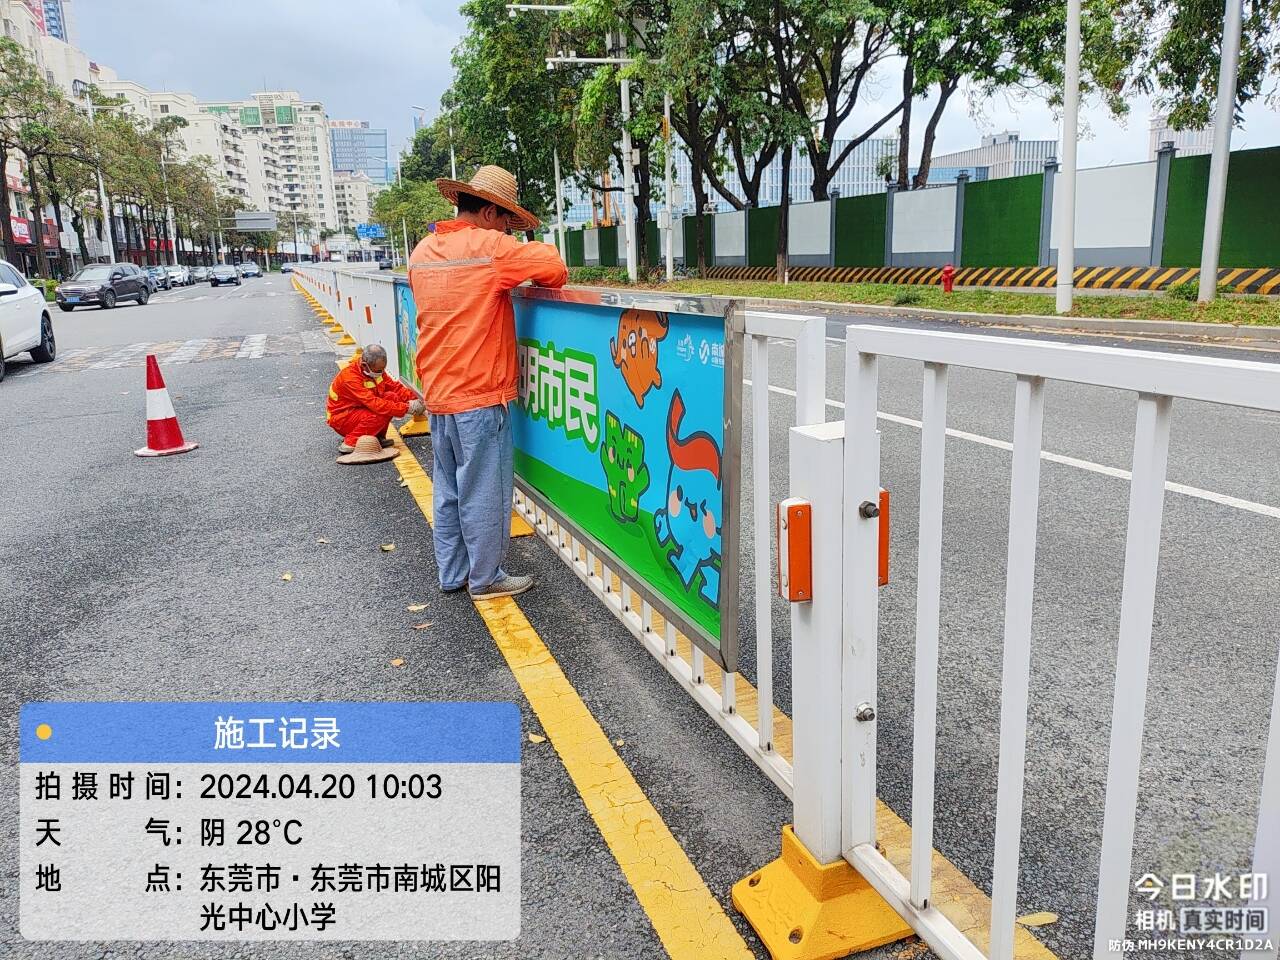 明市民
施工记录
拍摄时间：2024.04.20 10:03
天气：阴 28°C
地点：东莞市·东莞市南城区阳
光中心小学
今日水印
相机 真实时间
防伪 MH9KENY4CR1D2A